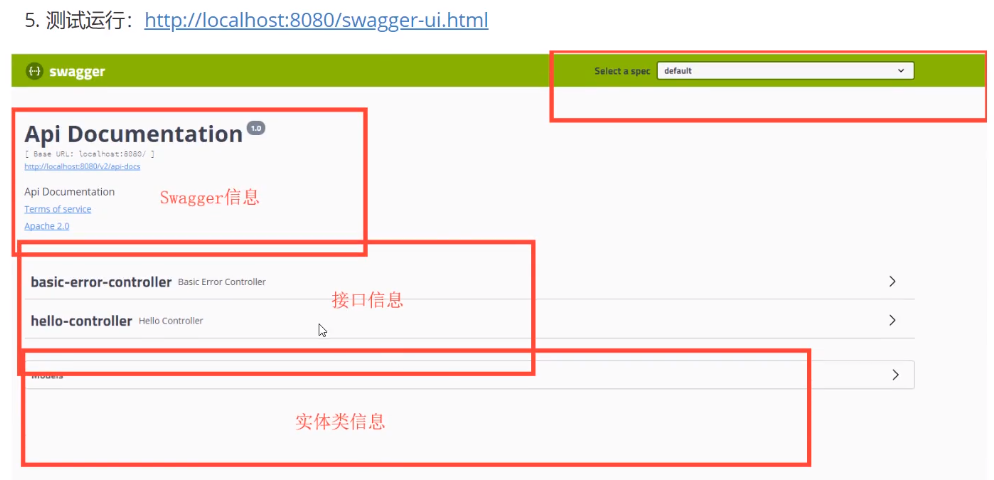 5. 测试运行：http://localhost:8080/swagger-ui.html
swagger
Select a spec
default
Api Documentation 1.0
[ Base URL: localhost:8080/ ]
http://localhost:8080/v2/api-docs
Api Documentation
Swagger信息
Terms of service
Apache 2.0
basic-error-controller Basic Error Controller
接口信息
hello-controller Hello Controller
Models
实体类信息